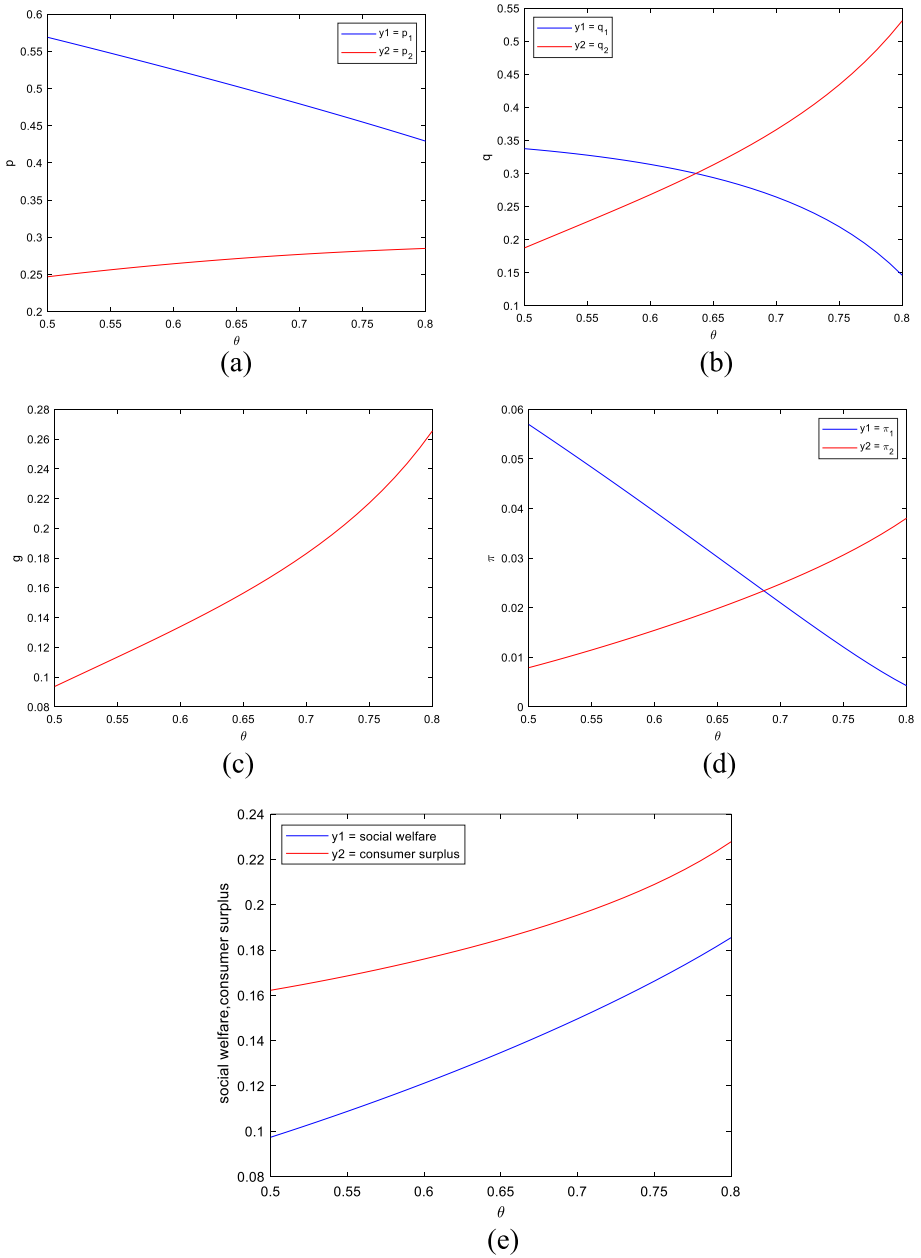 0.6
0.55
0.5
0.45
0.4
0.35
0.3
0.25
0.2
p
y1 = p1
y2 = p2
0.5 0.55 0.6 0.65 0.7 0.75 0.8
θ
(a)
0.55
0.5
0.45
0.4
0.35
0.3
0.25
0.2
0.15
0.1
q
y1 = q1
y2 = q2
0.5 0.55 0.6 0.65 0.7 0.75 0.8
θ
(b)
0.28
0.26
0.24
0.22
0.2
0.18
0.16
0.14
0.12
0.1
0.08
g
0.5 0.55 0.6 0.65 0.7 0.75 0.8
θ
(c)
0.06
0.05
0.04
0.03
0.02
0.01
0
π
y1 = π1
y2 = π2
0.5 0.55 0.6 0.65 0.7 0.75 0.8
θ
(d)
0.24
0.22
0.2
0.18
0.16
0.14
0.12
0.1
0.08
social welfare,consumer surplus
y1 = social welfare
y2 = consumer surplus
0.5 0.55 0.6 0.65 0.7 0.75 0.8
θ
(e)